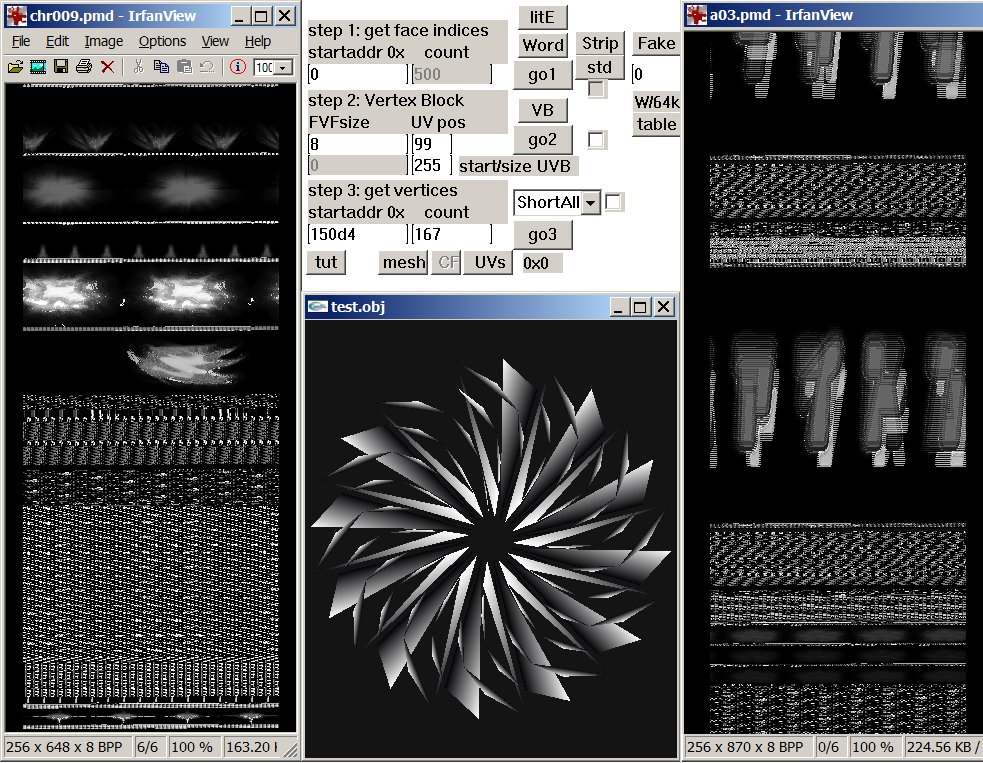 chr009.pmd - IrfanView
File Edit Image Options View Help
10
256 x 648 x 8 BPP 6/6 100 % 163.20
step 1: get face indices
startaddr 0x count
0 500
step 2: Vertex Block
FVFsize UV pos
8 99
0 255 start/size UVB
step 3: get vertices
startaddr 0x count
150d4 167
tut mesh CF UVs 0x0
litE
Word
go1
VB
go2
ShortAll
go3
Strip
std
Fake
0
W/64k
table
test.obj
a03.pmd - IrfanView
256 x 870 x 8 BPP 0/6 100 % 224.56 KB /